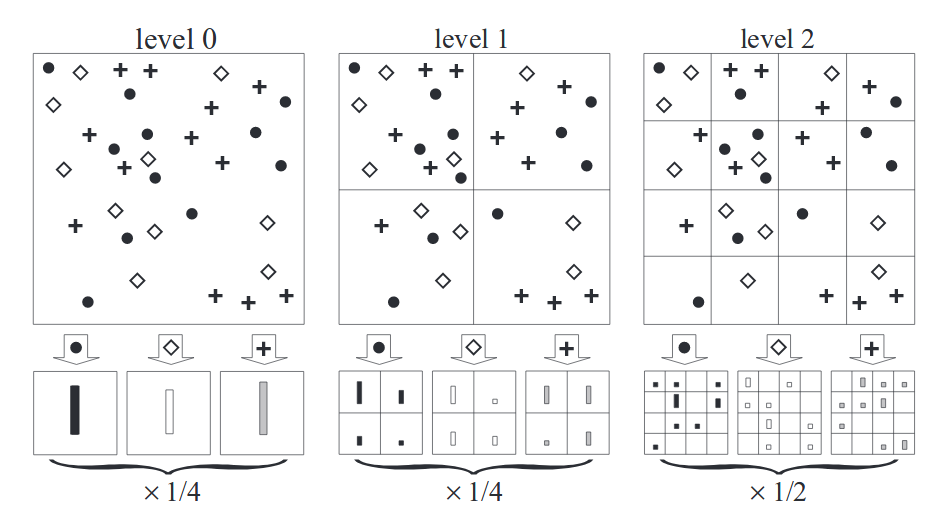 level 0
level 1
level 2
× 1/4
× 1/4
× 1/2